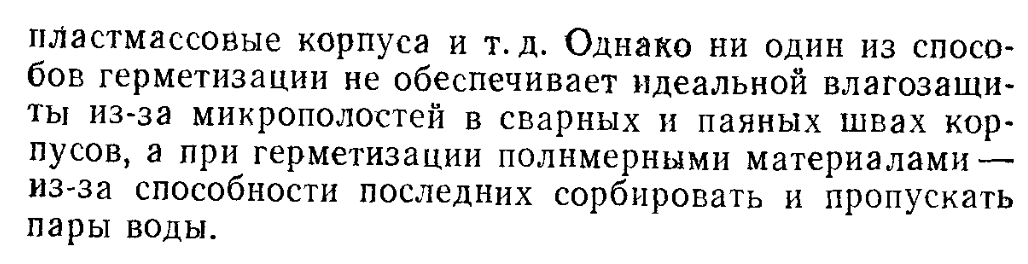 пластмассовые корпуса и т. д. Однако ни один из спосо-
бов герметизации не обеспечивает идеальной влагозащи-
ты из-за микрополостей в сварных и паяных швах кор-
пусов, а при герметизации полнмерными материалами —
из-за способности последних сорбировать и пропускать
пары воды.